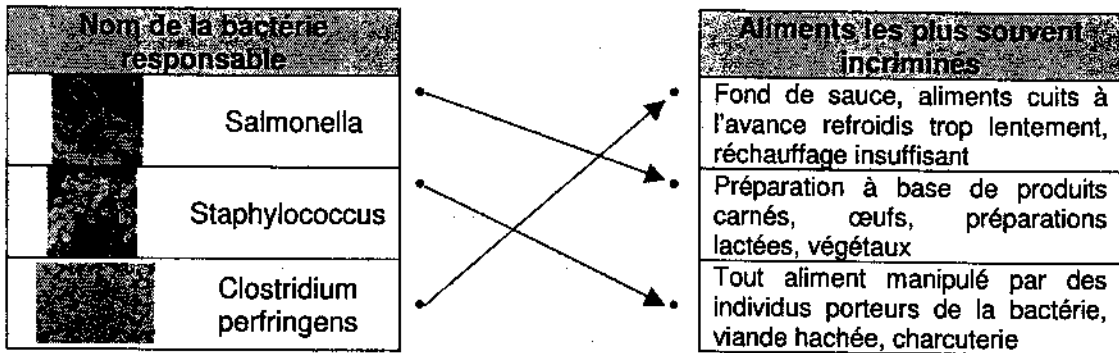 Nom de la bactérie
responsable
Salmonella
Staphylococcus
Clostridium
perfringens
Aliments les plus souvent
incriminés
Fond de sauce, aliments cuits à
l'avance refroidis trop lentement,
réchauffage insuffisant
Préparation à base de produits
carnés, œufs, préparations
lactées, végétaux
Tout aliment manipulé par des
individus porteurs de la bactérie,
viande hachée, charcuterie